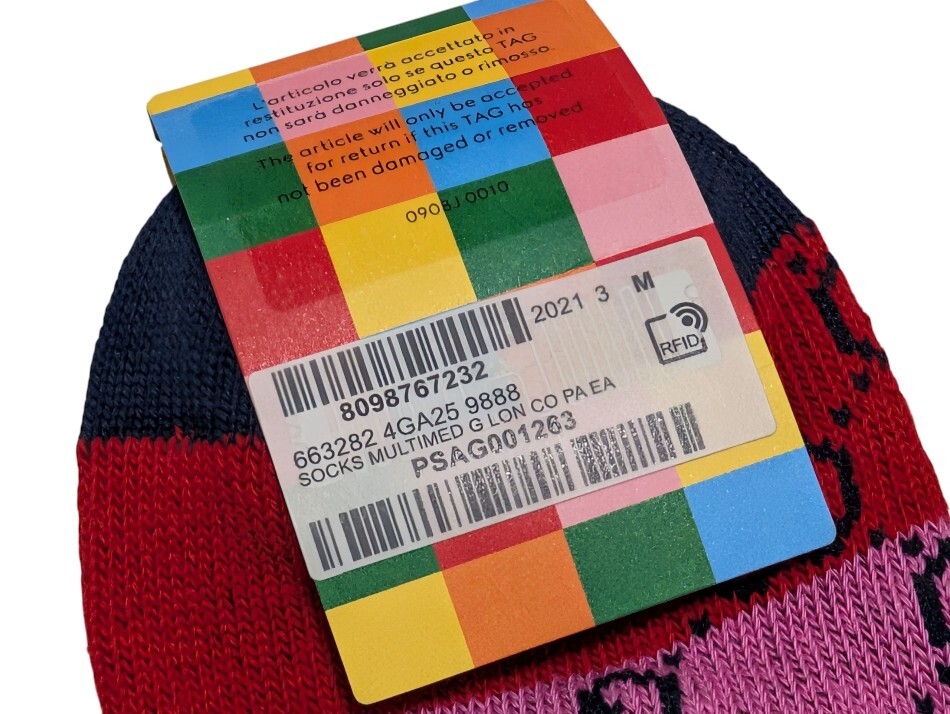 L'articolo verrà accettato in
restituzione solo se questo TAG
non sarà danneggiato o rimosso.
The article will only be accepted
for return if this TAG has
not been damaged or removed
0908J 0010
2021 3 M
8098767232
RFID
663282 4GA25 9888
SOCKS MULTIMED G LON CO PA EA
PSAG001263